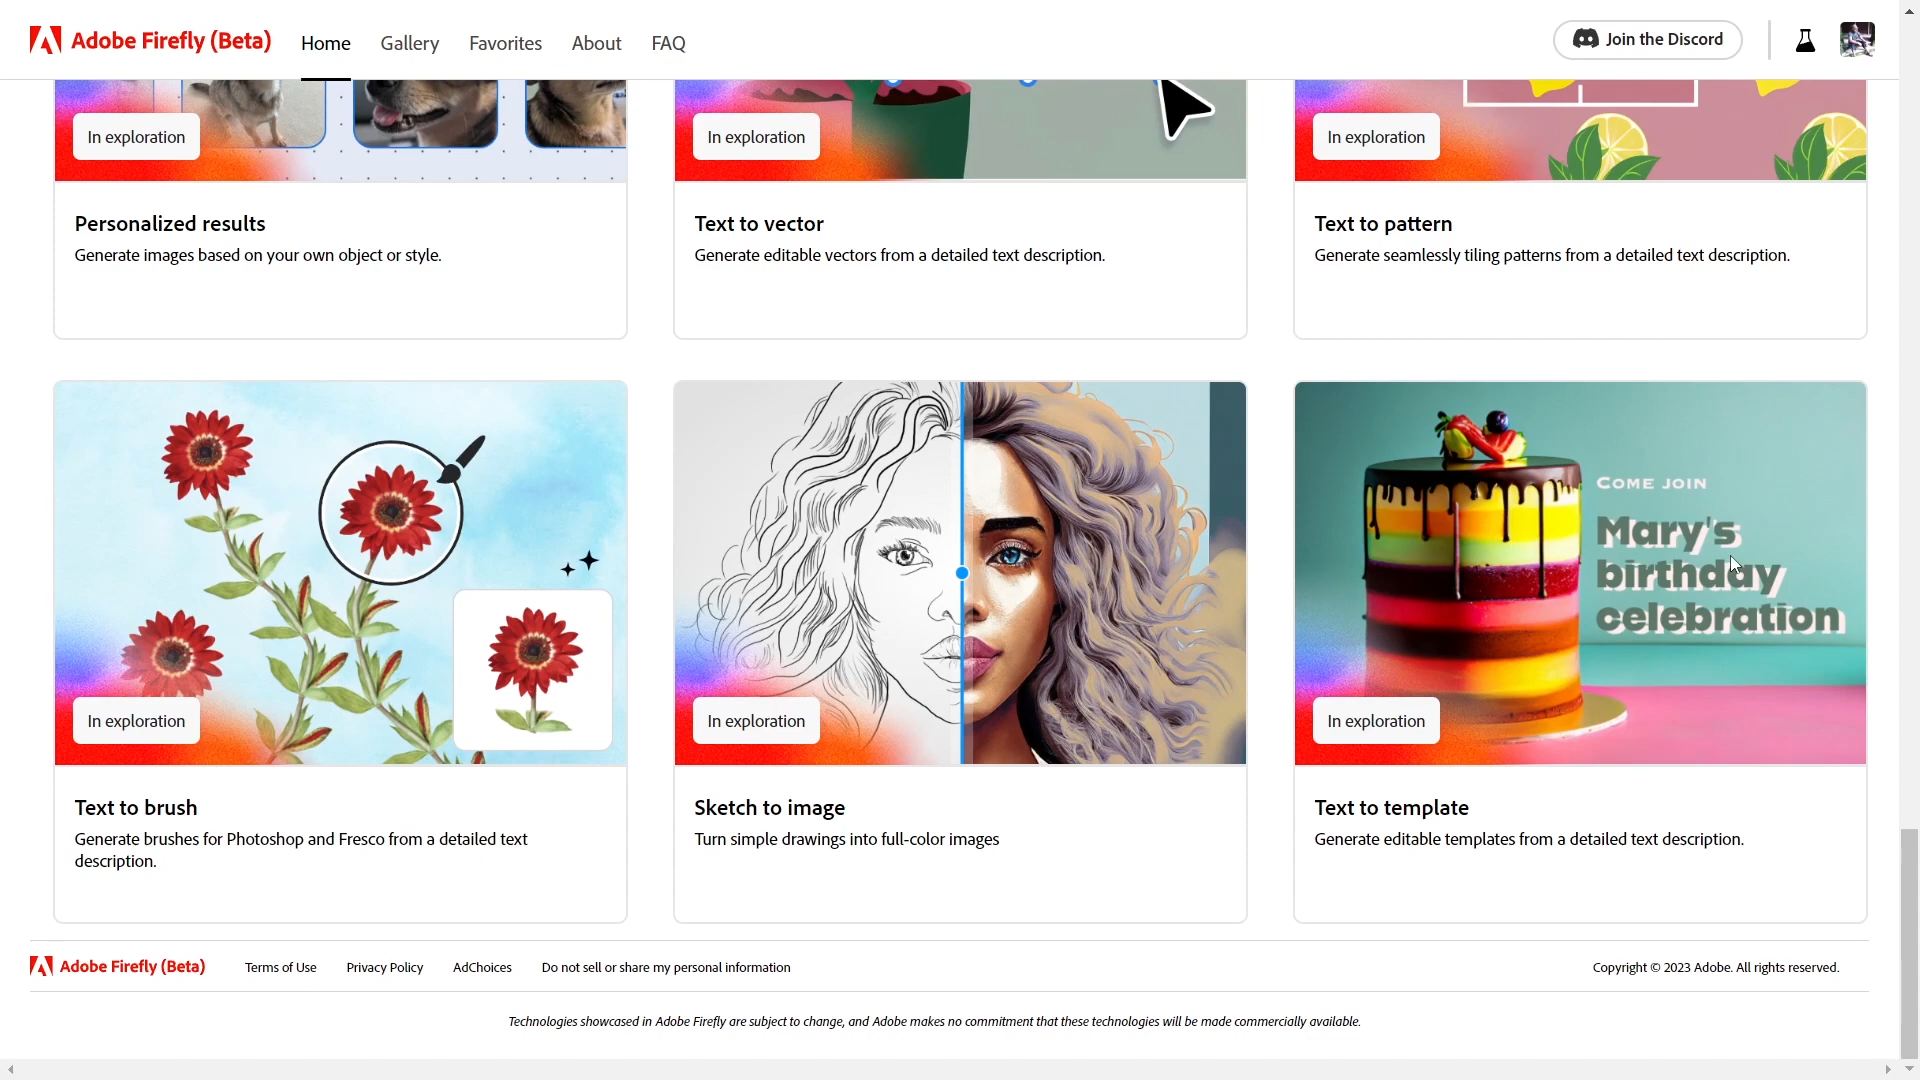 Adobe Firefly (Beta)
Home
Gallery
Favorites
About
FAQ
Join the Discord
In exploration
In exploration
In exploration
Personalized results
Generate images based on your own object or style.
Text to vector
Generate editable vectors from a detailed text description.
Text to pattern
Generate seamlessly tiling patterns from a detailed text description.
COME JOIN
Mary's
birthday
celebration
In exploration
In exploration
In exploration
Text to brush
Generate brushes for Photoshop and Fresco from a detailed text
description.
Sketch to image
Turn simple drawings into full-color images
Text to template
Generate editable templates from a detailed text description.
Adobe Firefly (Beta)
Terms of Use
Privacy Policy
AdChoices
Do not sell or share my personal information
Copyright © 2023 Adobe. All rights reserved.
Technologies showcased in Adobe Firefly are subject to change, and Adobe makes no commitment that these technologies will be made commercially available.